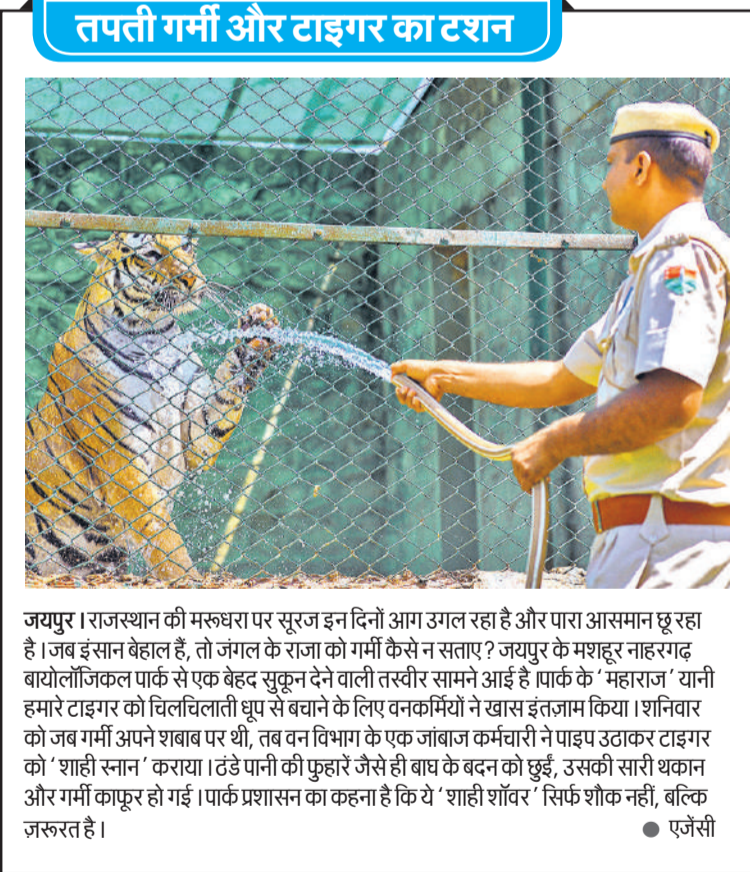 तपती गर्मी और टाइगर का टशन
जयपुर। राजस्थान की मरूधरा पर सूरज इन दिनों आग उगल रहा है और पारा आसमान छू रहा
है। जब इंसान बेहाल हैं, तो जंगल के राजा को गर्मी कैसे न सताए? जयपुर के मशहूर नाहरगढ़
बायोलॉजिकल पार्क से एक बेहद सुकून देने वाली तस्वीर सामने आई है।पार्क के ‘महाराज’ यानी
हमारे टाइगर को चिलचिलाती धूप से बचाने के लिए वनकर्मियों ने खास इंतज़ाम किया। शनिवार
को जब गर्मी अपने शबाब पर थी, तब वन विभाग के एक जांबाज कर्मचारी ने पाइप उठाकर टाइगर
को ‘शाही स्नान’ कराया। ठंडे पानी की फुहारें जैसे ही बाघ के बदन को छुईं, उसकी सारी थकान
और गर्मी काफूर हो गई। पार्क प्रशासन का कहना है कि ये ‘शाही शॉवर’ सिर्फ शौक नहीं, बल्कि
ज़रूरत है।
● एजेंसी